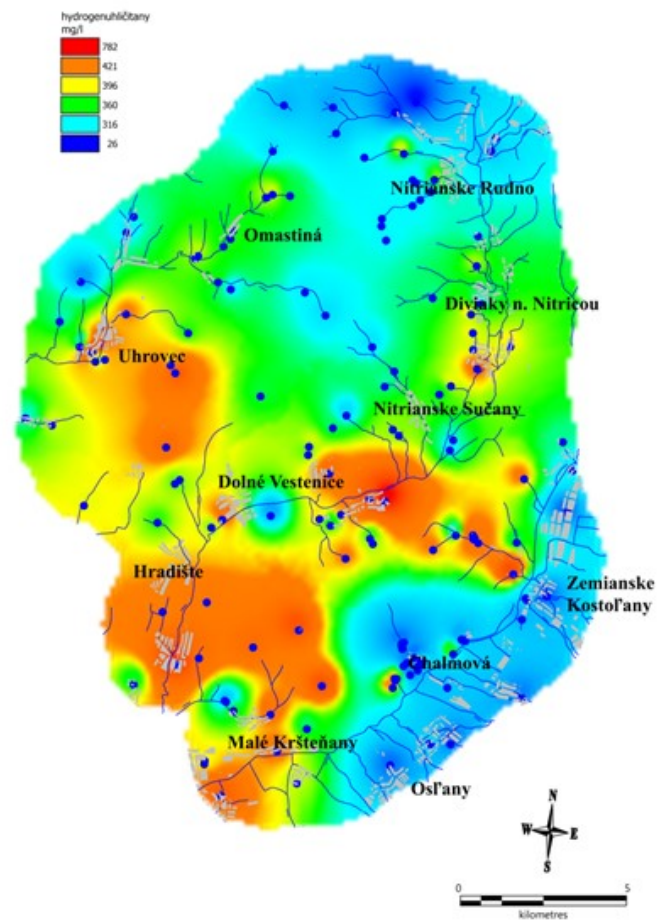 hydrogenuhličitany
mg/l
782
421
396
360
316
26
Nitrianske Rudno
Omastiná
Diviaky n. Nitricou
Uhrovec
Nitrianske Sučany
Dolné Vestenice
Hradište
Zemianske
Kostoľany
Chalmová
Malé Kršteňany
Osľany
N
W E
S
0 5
kilometres